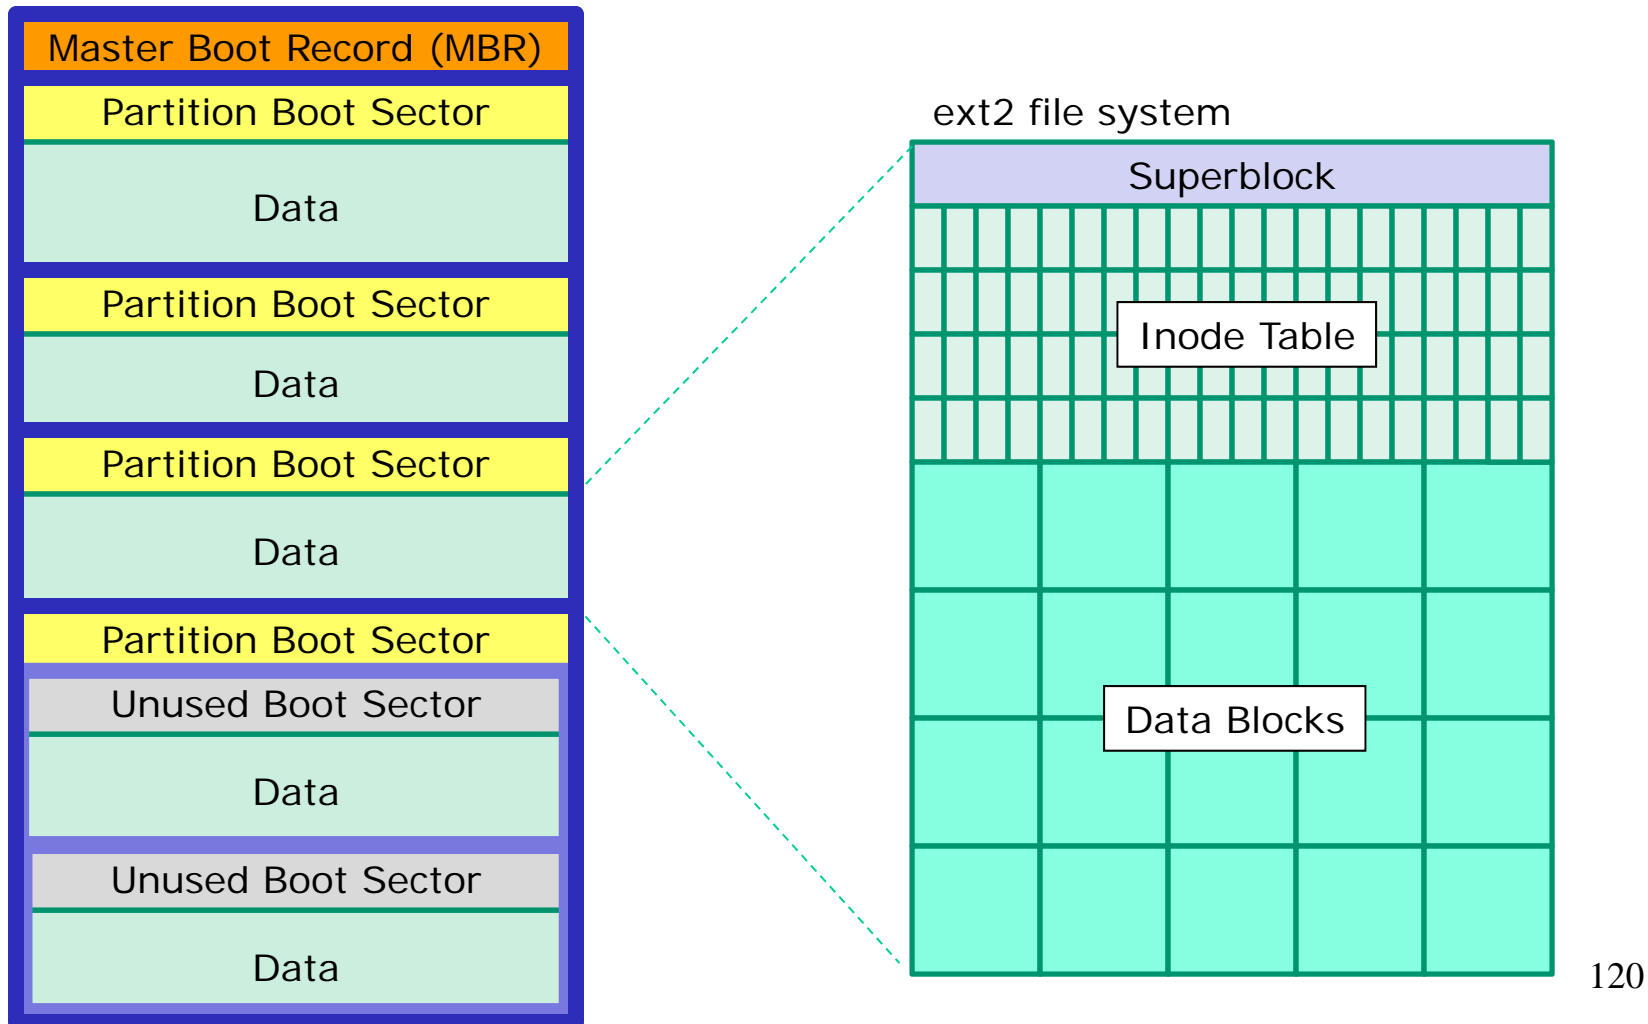 Master Boot Record (MBR)
Partition Boot Sector
Data
Partition Boot Sector
Data
Partition Boot Sector
Data
Partition Boot Sector
Unused Boot Sector
Data
Unused Boot Sector
Data
ext2 file system
Superblock
Inode Table
Data Blocks
120